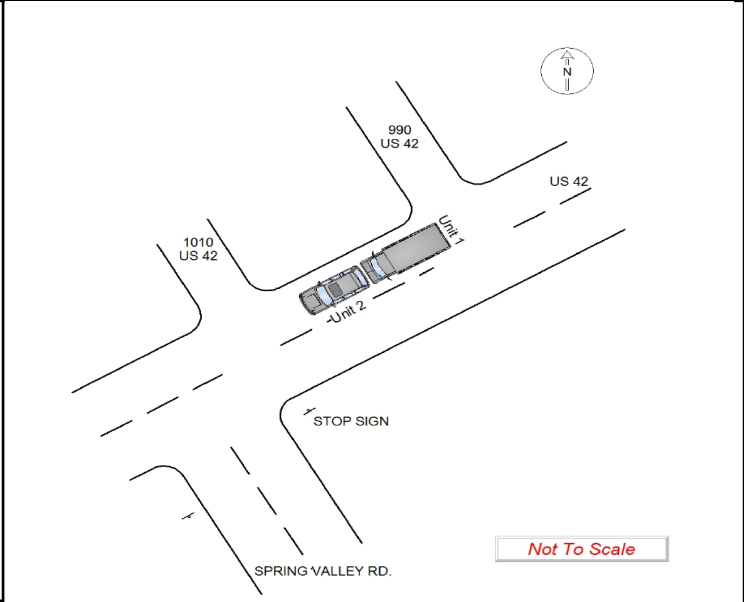 N
990
US 42
US 42
1010
US 42
Unit 1
Unit 2
STOP SIGN
Not To Scale
SPRING VALLEY RD.